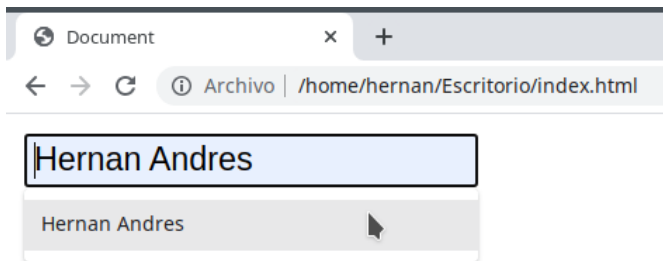 Document
Archivo | /home/hernan/Escritorio/index.html
Hernan Andres
Hernan Andres